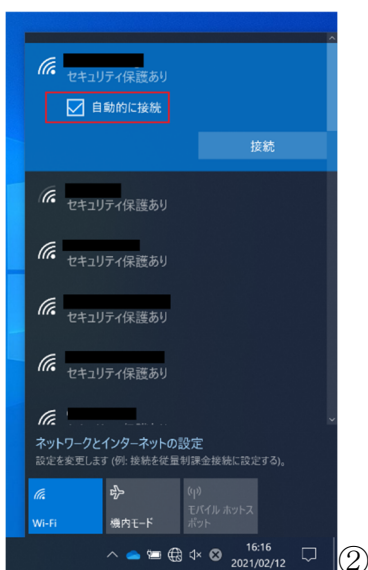 セキュリティ保護あり
自動的に接続
接続
セキュリティ保護あり
セキュリティ保護あり
セキュリティ保護あり
セキュリティ保護あり
ネットワークとインターネットの設定
設定を変更します (例: 接続を従量制課金接続に設定する)。
Wi-Fi
機内モード
モバイル ホットス
ポット
16:16
2021/02/12
②